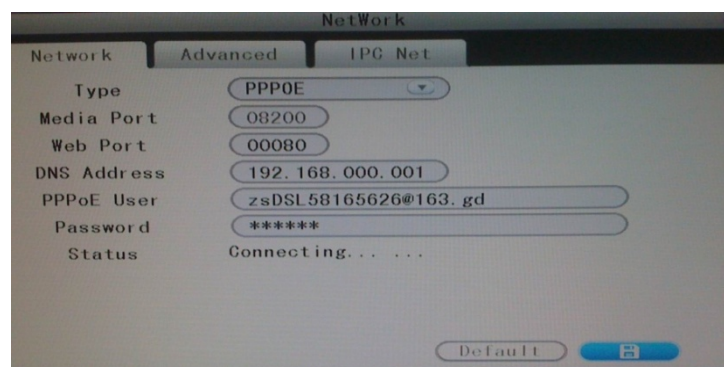 NetWork
Network Advanced IPC Net
Type PPPOE
Media Port 08200
Web Port 00080
DNS Address 192.168.000.001
PPPoE User zsDSL58165626@163.gd
Password ******
Status Connecting... ...
Default